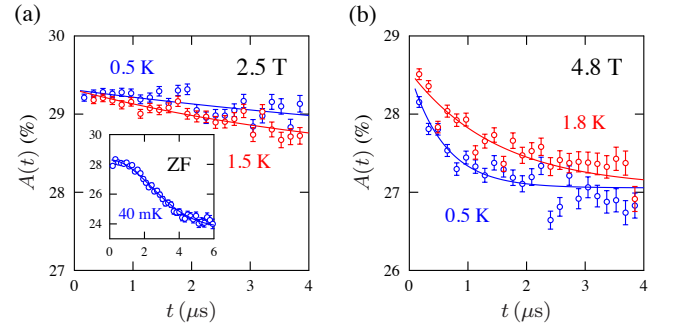 (a)
30
29
28
27
A(t) (%)
0.5 K
2.5 T
1.5 K
28
26
24
ZF
40 mK
0 2 4 6
0 1 2 3 4
t (μs)
(b)
29
28
27
26
A(t) (%)
4.8 T
1.8 K
0.5 K
0 1 2 3 4
t (μs)